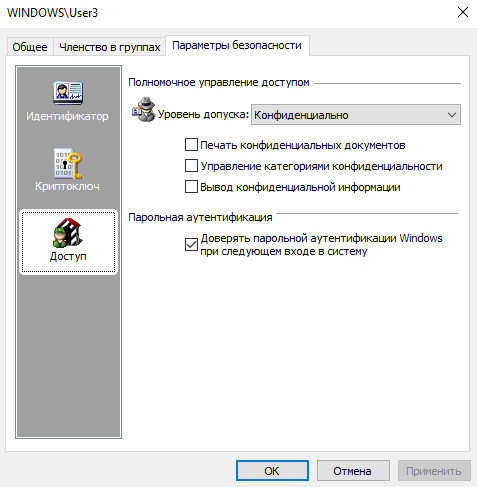 WINDOWS\User3
Общее Членство в группах Параметры безопасности
Полномочное управление доступом
Идентификатор
Уровень допуска: Конфиденциально
Печать конфиденциальных документов
Управление категориями конфиденциальности
Криптоключ
Вывод конфиденциальной информации
Парольная аутентификация
Доверять парольной аутентификации Windows
при следующем входе в систему
Доступ
OK Отмена Применить